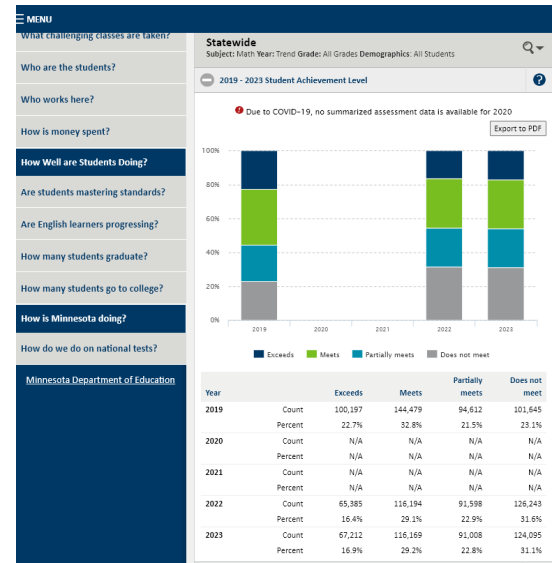 MENU
What challenging classes are taken?
Who are the students?
Who works here?
How is money spent?
How Well are Students Doing?
Are students mastering standards?
Are English learners progressing?
How many students graduate?
How many students go to college?
How is Minnesota doing?
How do we do on national tests?
Minnesota Department of Education
Statewide
Subject: Math Year: Trend Grade: All Grades Demographics: All Students
2019 - 2023 Student Achievement Level
?
? Due to COVID-19, no summarized assessment data is available for 2020
Export to PDF
100%
80%
60%
40%
20%
0%
2019 2020 2021 2022 2023
Exceeds Meets Partially meets Does not meet
Year Exceeds Meets Partially meets Does not meet
2019 Count 100,197 144,479 94,612 101,645
Percent 22.7% 32.8% 21.5% 23.1%
2020 Count N/A N/A N/A N/A
Percent N/A N/A N/A N/A
2021 Count N/A N/A N/A N/A
Percent N/A N/A N/A N/A
2022 Count 65,385 116,194 91,598 126,243
Percent 16.4% 29.1% 22.9% 31.6%
2023 Count 67,212 116,169 91,008 124,095
Percent 16.9% 29.2% 22.8% 31.1%